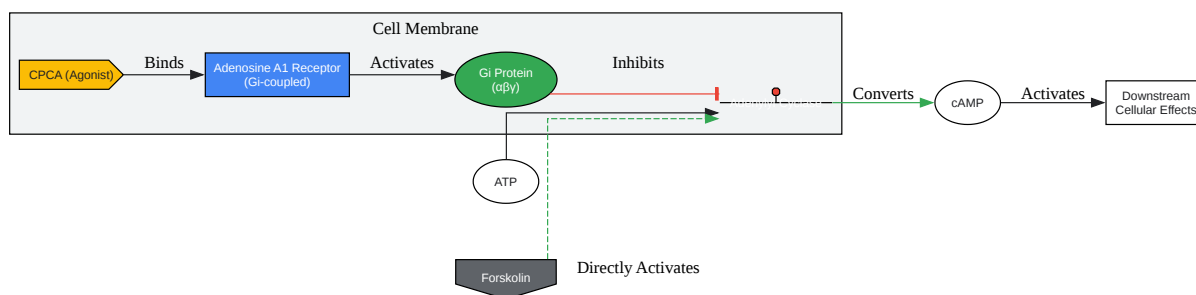 Cell Membrane
CPCA (Agonist)
Binds
Adenosine A1 Receptor
(Gi-coupled)
Activates
Gi Protein
(αβγ)
Inhibits
Converts
cAMP
Activates
Downstream
Cellular Effects
ATP
Forskolin
Directly Activates